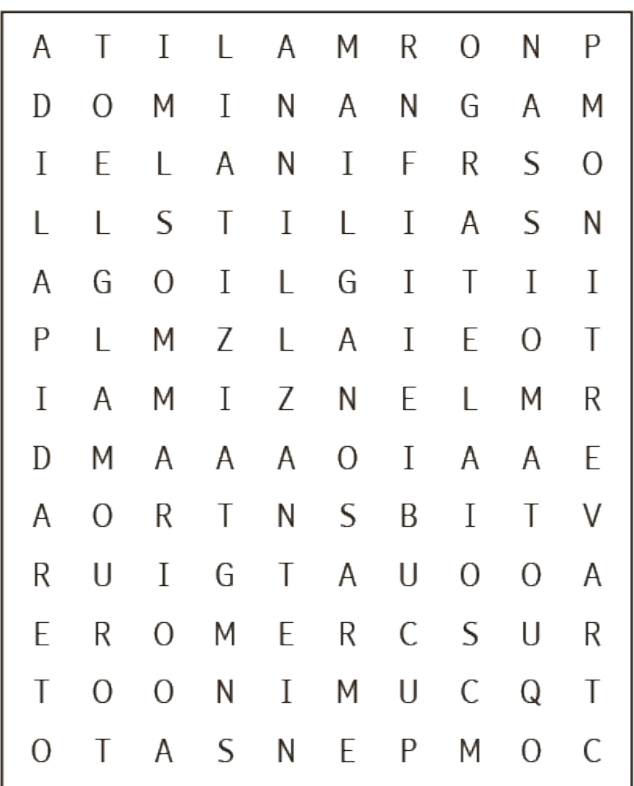 A T I L A M R O N P
D O M I N A N G A M
I E L A N I F R S O
L L S T I L I A S N
A G O I L G I T I I
P L M Z L A I E O T
I A M I Z N E L M R
D M A A A O I A A E
A O R T N S B I T V
R U I G T A U O O A
E R O M E R C S U R
T O O N I M U C Q T
O T A S N E P M O C